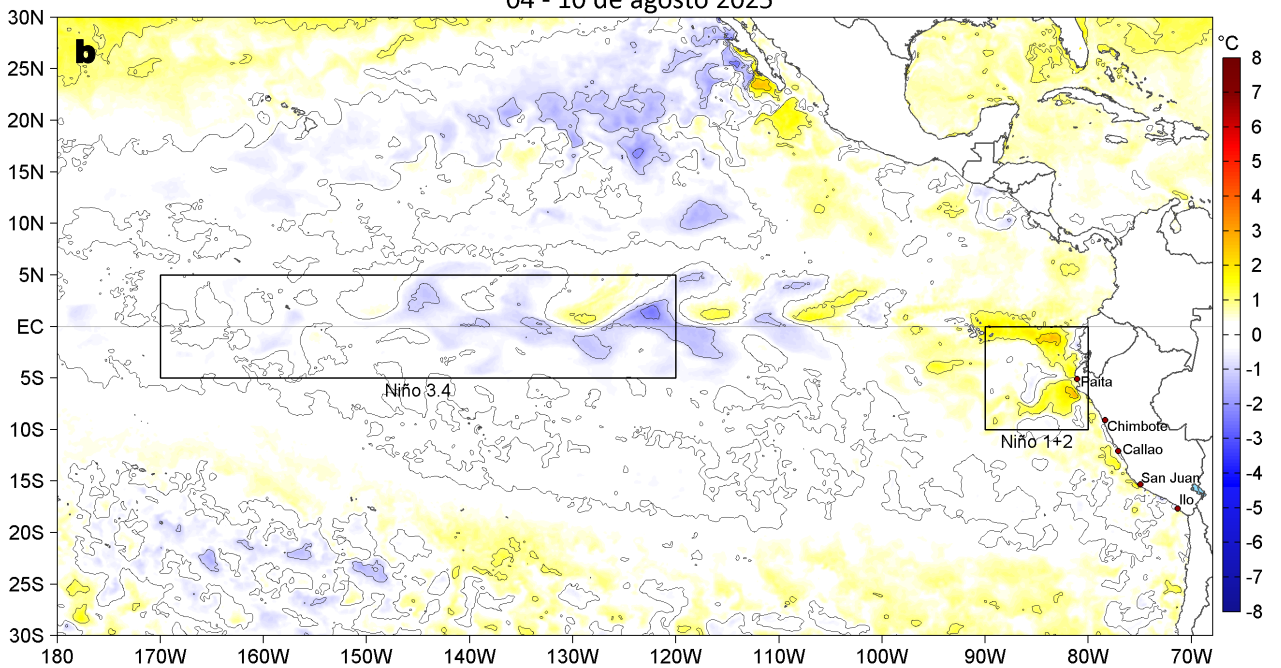 04 - 10 de agosto 2025
b
°C
30N
25N
20N
15N
10N
5N
EC
5S
10S
15S
20S
25S
30S
Niño 3.4
Niño 1+2
Paita
Chimbote
Callao
San Juan
Ilo
8
7
6
5
4
3
2
1
0
-1
-2
-3
-4
-5
-6
-7
-8
180 170W 160W 150W 140W 130W 120W 110W 100W 90W 80W 70W